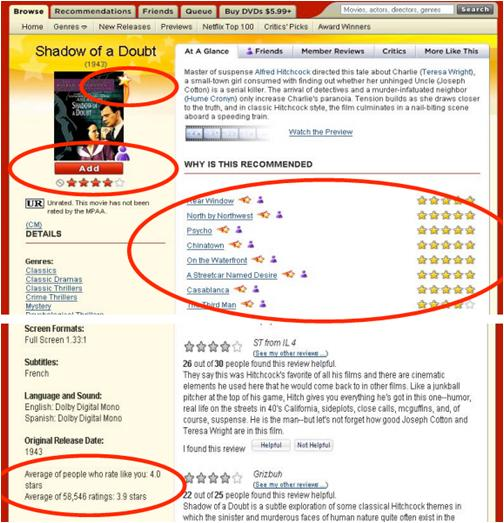 Browse Recommendations Friends Queue Buy DVDs $5.99+ Movies, actors, directors, genres Search
Home Genres New Releases Previews Netflix Top 100 Critics' Picks Award Winners
Shadow of a Doubt
(1943)
SHADOW
OF A DOUBT
Add
UR Unrated. This movie has not been
rated by the MPAA.
(CM)
DETAILS
Genres:
Classics
Classic Dramas
Classic Thrillers
Crime Thrillers
Mystery
Psychological Thrillers
At A Glance Friends Member Reviews Critics More Like This
Master of suspense Alfred Hitchcock directed this tale about Charlie (Teresa Wright),
a small-town girl consumed with finding out whether her unhinged Uncle (Joseph
Cotton) is a serial killer. The arrival of detectives and a murder-infatuated neighbor
(Hume Cronyn) only increase Charlie's paranoia. Tension builds as she draws closer
to the truth, and in classic Hitchcock style, the film culminates in a nail-biting scene
aboard a speeding train.
Watch the Preview
WHY IS THIS RECOMMENDED
Rear Window
North by Northwest
Psycho
Chinatown
On the Waterfront
A Streetcar Named Desire
Casablanca
The Third Man
Screen Formats:
Full Screen 1.33:1
Subtitles:
French
Language and Sound:
English: Dolby Digital Mono
Spanish: Dolby Digital Mono
Original Release Date:
1943
Average of people who rate like you: 4.0
stars
Average of 58,546 ratings: 3.9 stars
ST from IL 4
(See my other reviews ...)
26 out of 30 people found this review helpful.
They say this was Hitchcock's favorite of all his films and there are cinematic
elements he used here that he would come back to in other films. Like a junkball
pitcher at the top of his game, Hitch gives you everything he's got in this one--humor,
real life on the streets in 40's California, sideplots, close calls, mcguffins, and, of
course, suspense. He is the man--but let's not forget how good Joseph Cotton and
Teresa Wright are in this film.
I found this review Helpful Not Helpful
Grizbuh
(See my other reviews ...)
22 out of 25 people found this review helpful.
Shadow of a Doubt is a subtle exploration of some classical Hitchcock themes in
which the sinister and murderous faces of human nature quite often exist in the